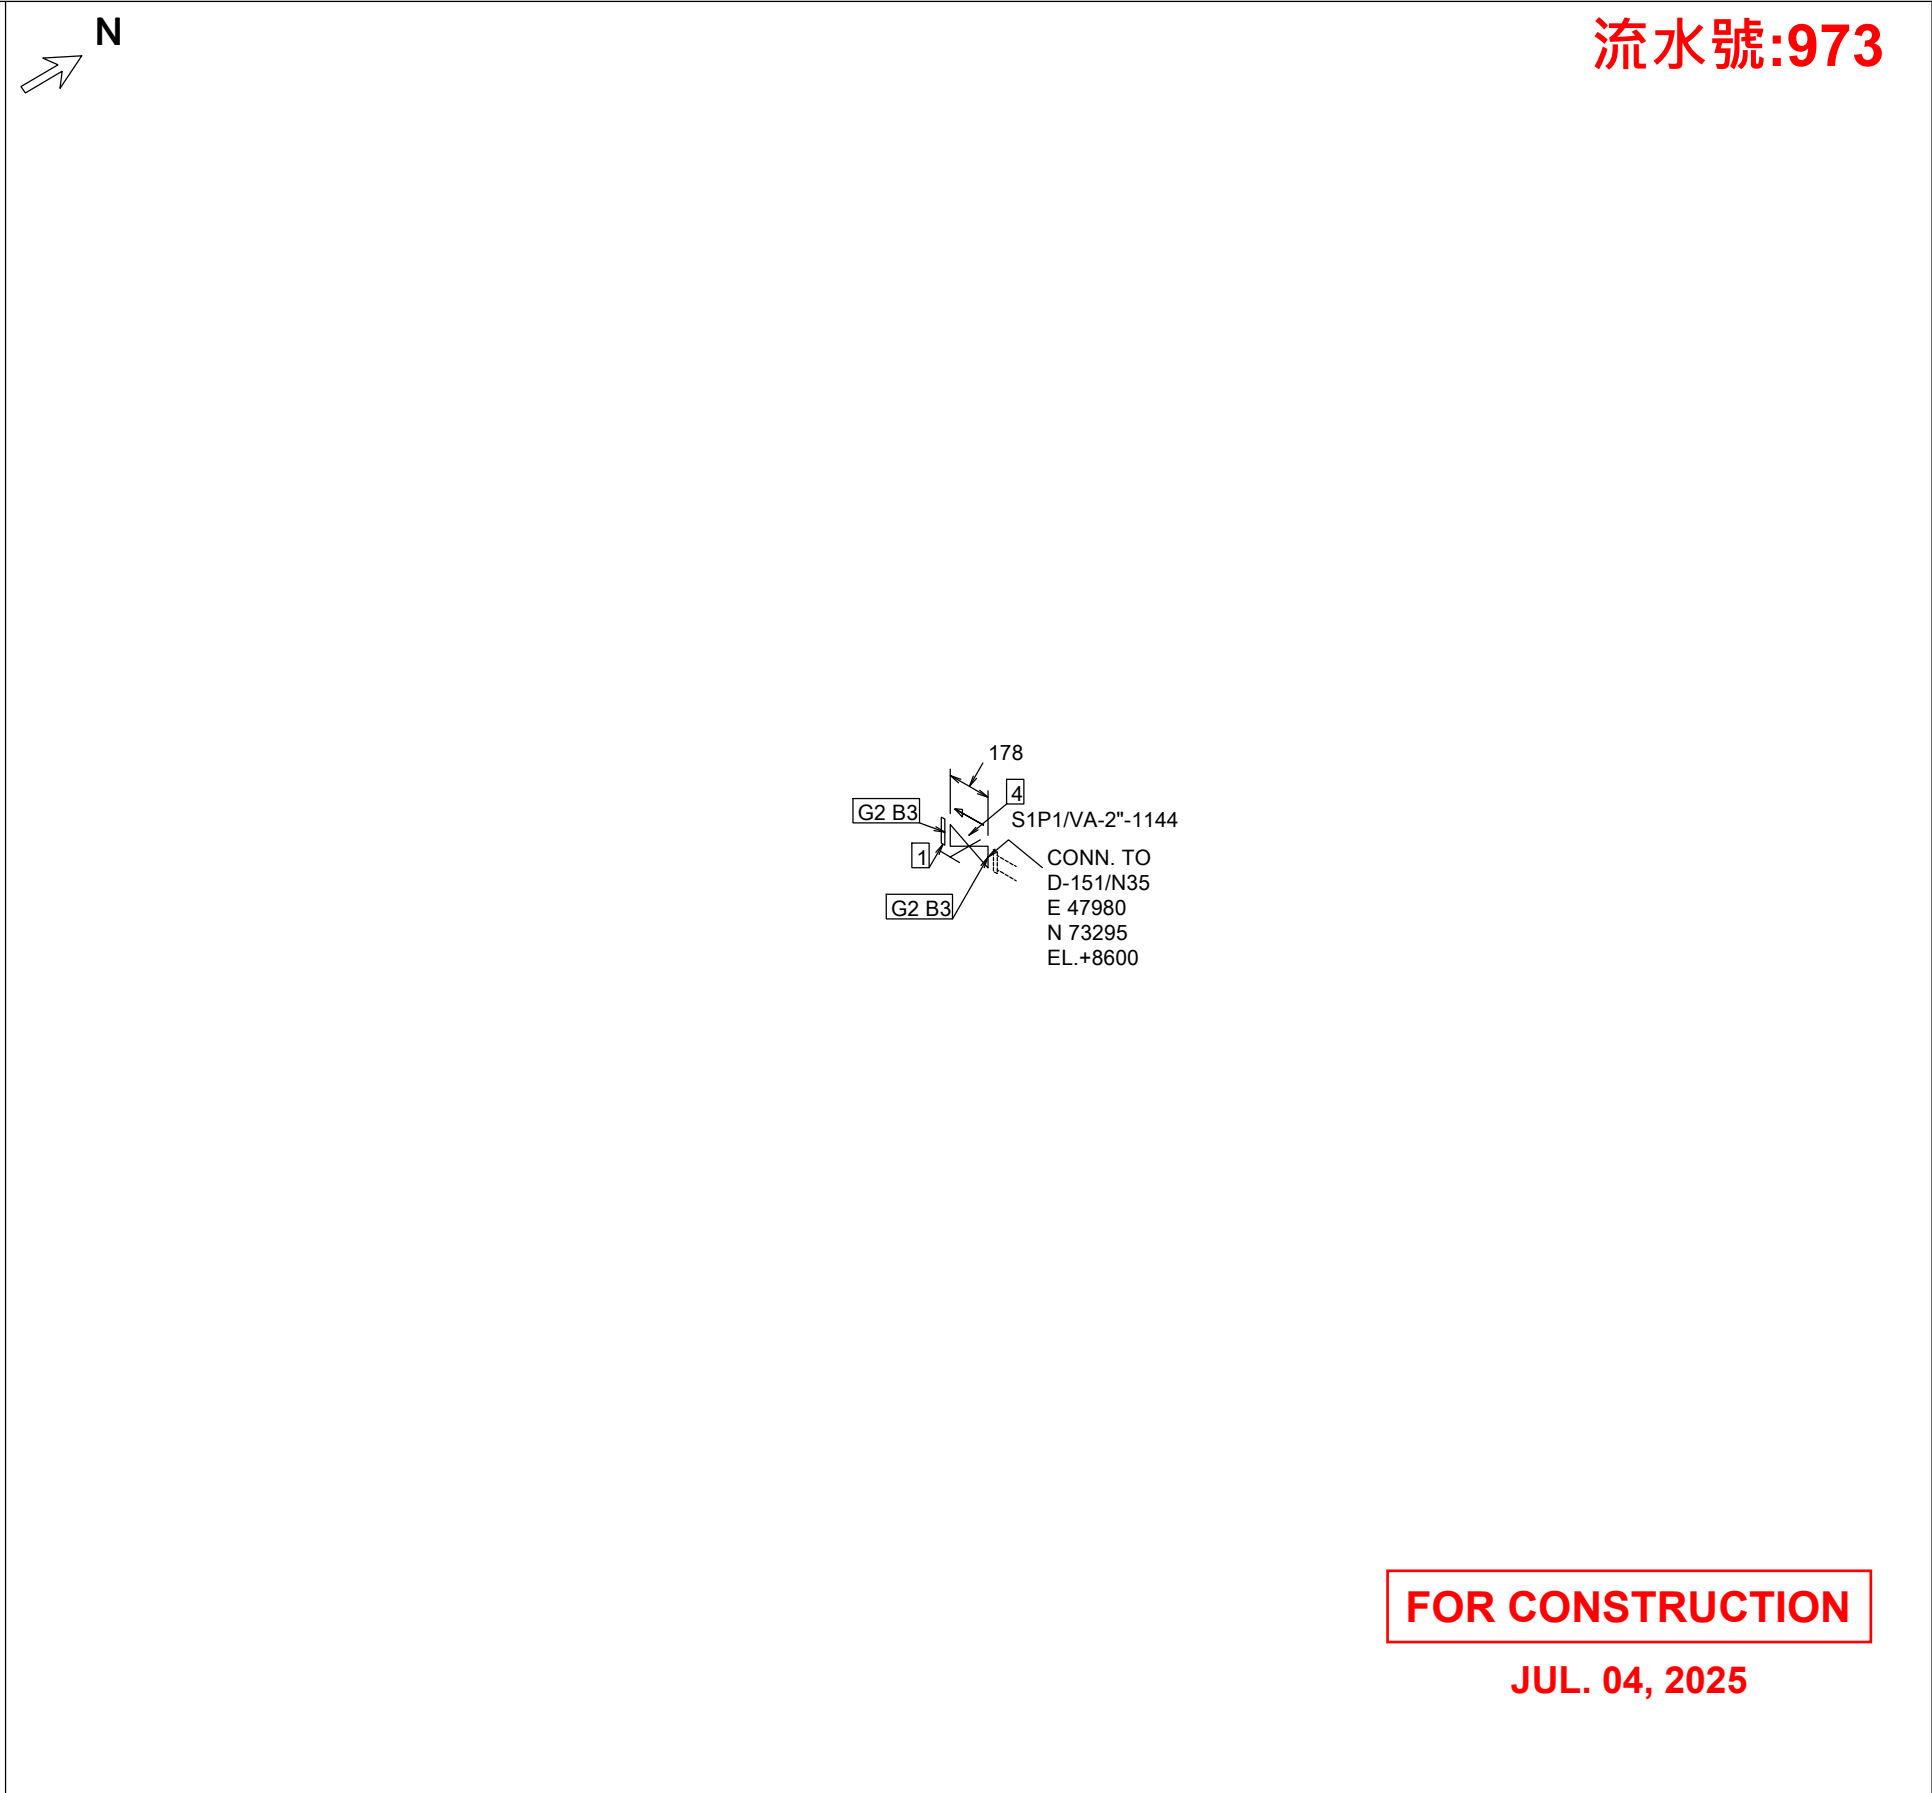 N
流水號:973
178
4
G2 B3
S1P1/VA-2"-1144
1
CONN. TO
D-151/N35
G2 B3
E 47980
N 73295
EL.+8600
FOR CONSTRUCTION
JUL. 04, 2025